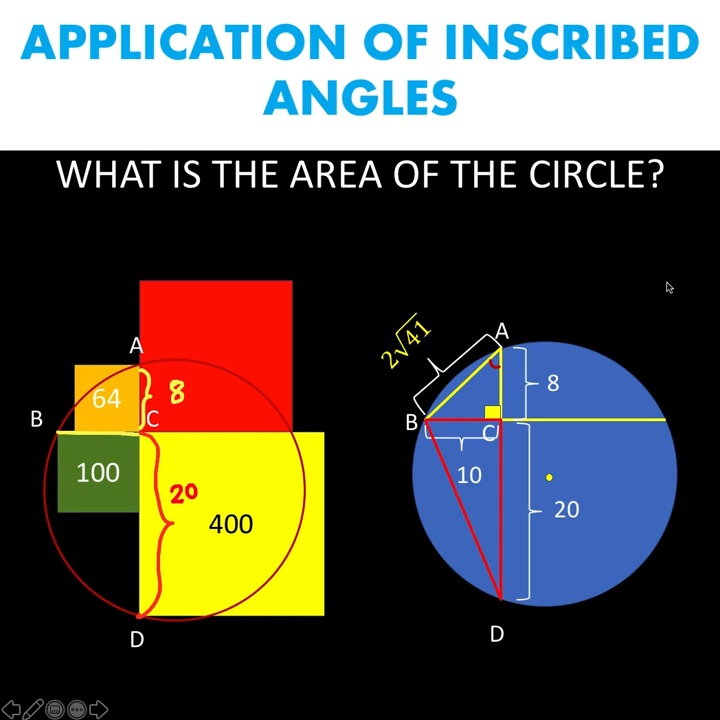 APPLICATION OF INSCRIBED
ANGLES
WHAT IS THE AREA OF THE CIRCLE?
A
64
8
B
C
100
20
400
D
2√41
A
8
B
C
10
20
D